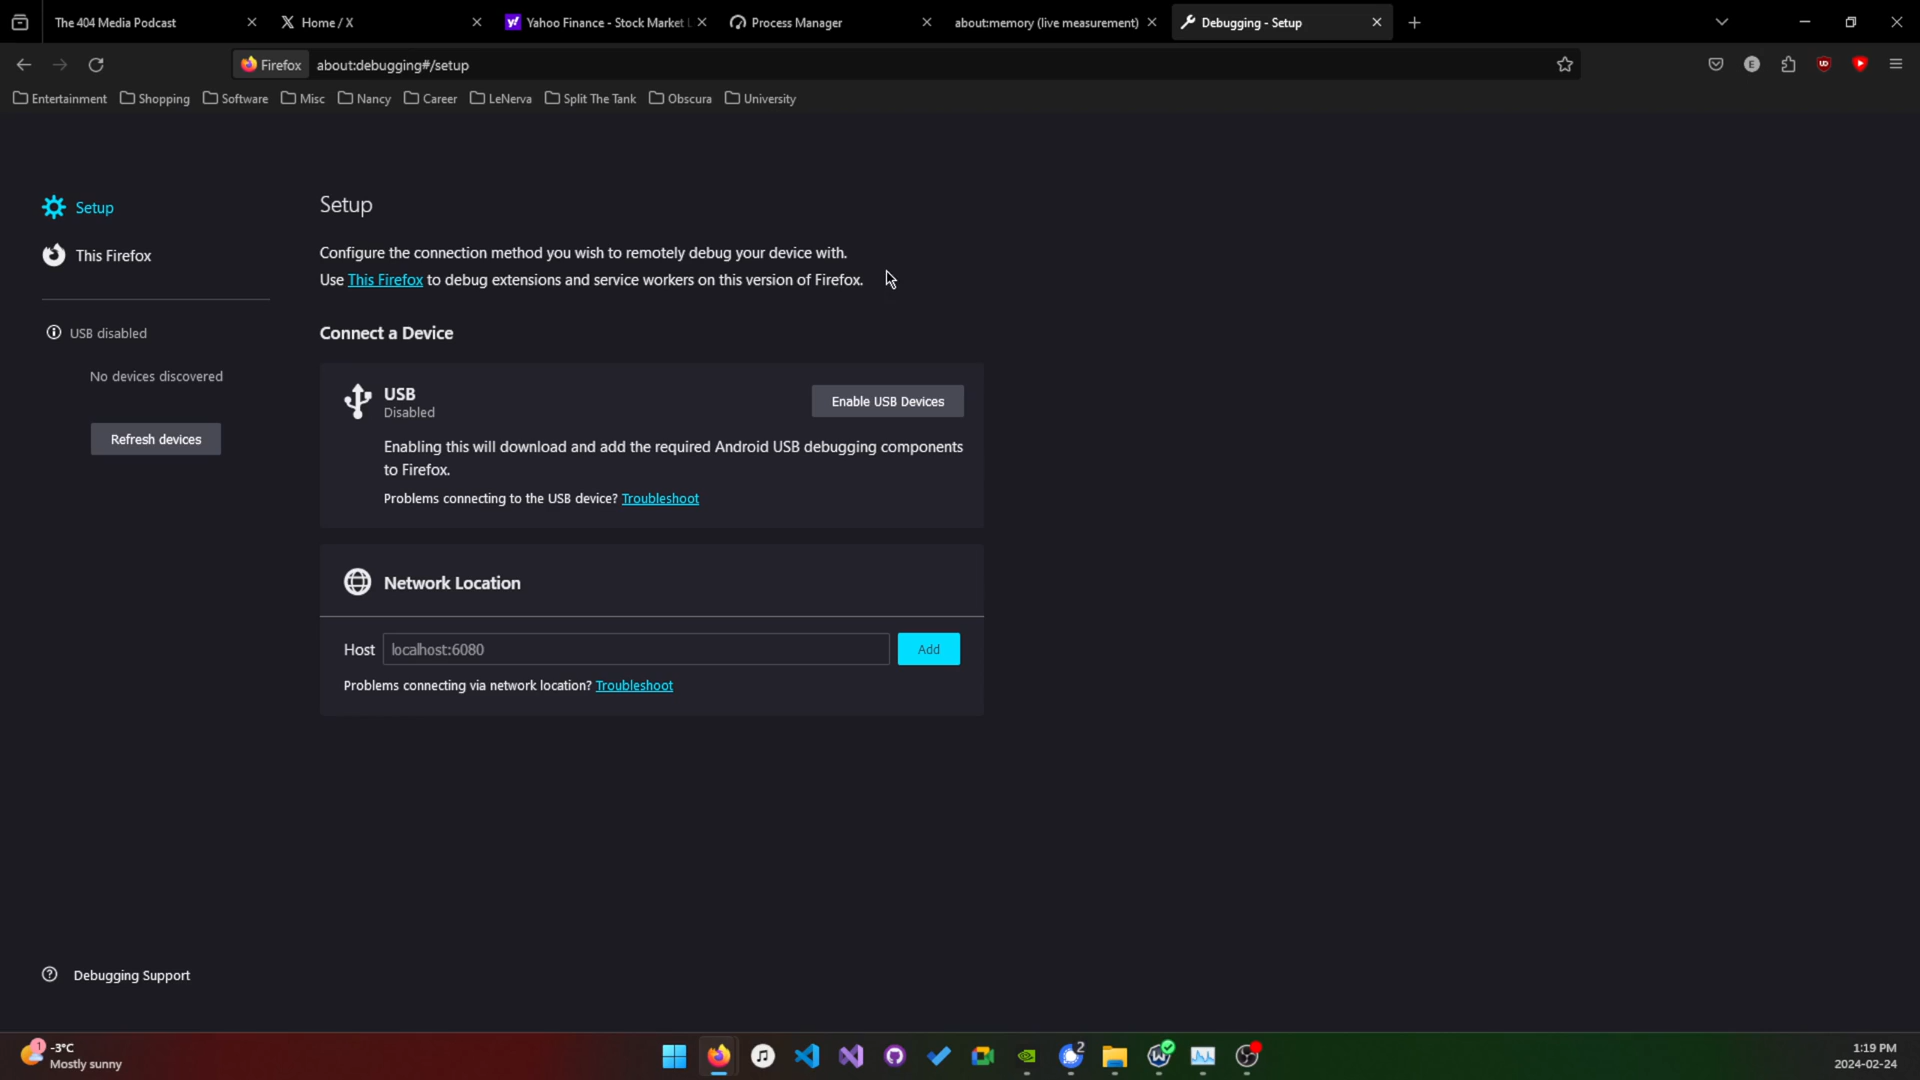 The 404 Media Podcast
Home / X
Yahoo Finance - Stock Market L
Process Manager
about:memory (live measurement)
Debugging - Setup
Firefox
about:debugging#/setup
E
UD
Entertainment
Shopping
Software
Misc
Nancy
Career
LeNerva
Split The Tank
Obscura
University
Setup
This Firefox
USB disabled
No devices discovered
Refresh devices
Setup
Configure the connection method you wish to remotely debug your device with.
Use This Firefox to debug extensions and service workers on this version of Firefox.
Connect a Device
USB
Disabled
Enable USB Devices
Enabling this will download and add the required Android USB debugging components
to Firefox.
Problems connecting to the USB device? Troubleshoot
Network Location
Host
localhost:6080
Add
Problems connecting via network location? Troubleshoot
Debugging Support
1
-3°C
Mostly sunny
2
1:19 PM
2024-02-24